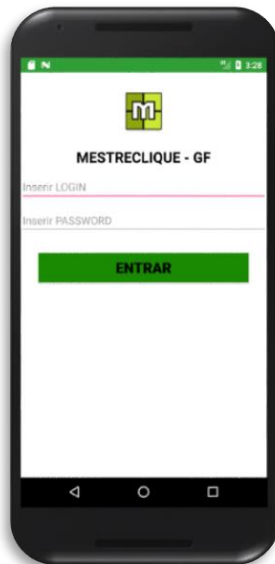 3:28
m
MESTRECLIQUE - GF
Inserir LOGIN
Inserir PASSWORD
ENTRAR